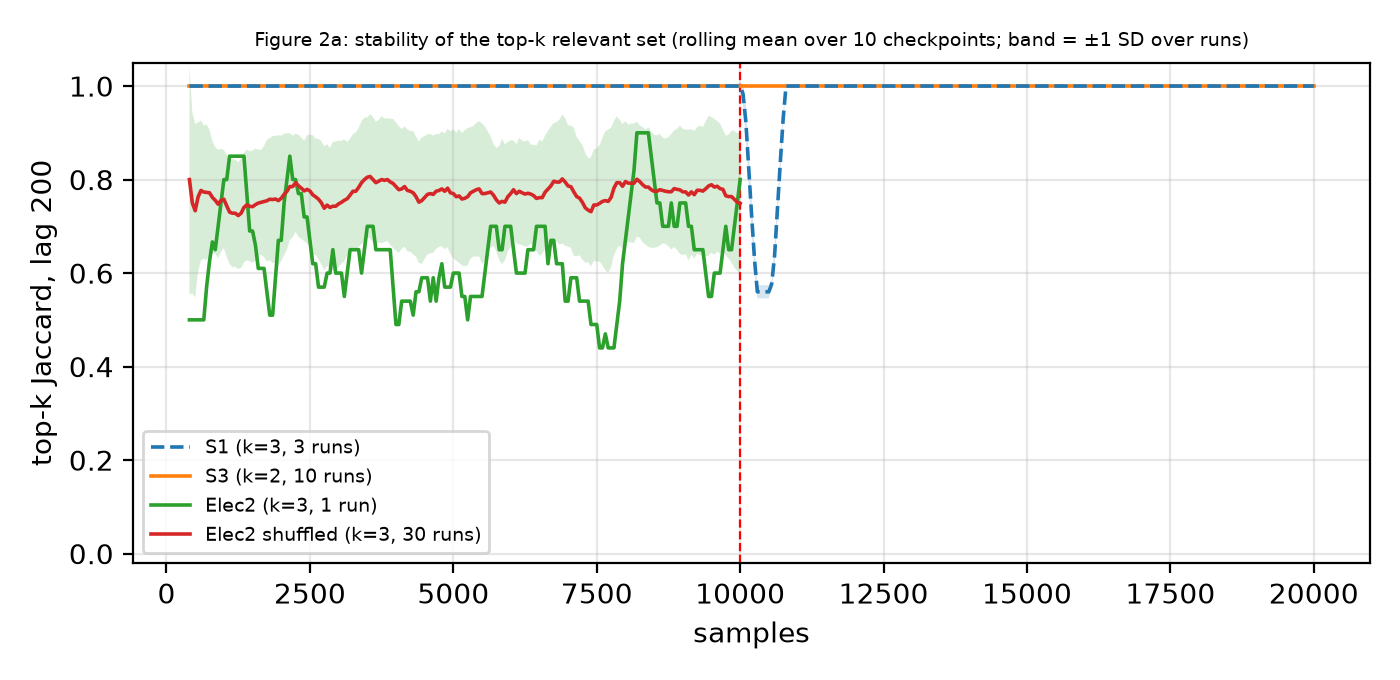 Figure 2a: stability of the top-k relevant set (rolling mean over 10 checkpoints; band = ±1 SD over runs)
top-k Jaccard, lag 200
1.0
0.8
0.6
0.4
0.2
0.0
S1 (k=3, 3 runs)
S3 (k=2, 10 runs)
Elec2 (k=3, 1 run)
Elec2 shuffled (k=3, 30 runs)
0 2500 5000 7500 10000 12500 15000 17500 20000
samples